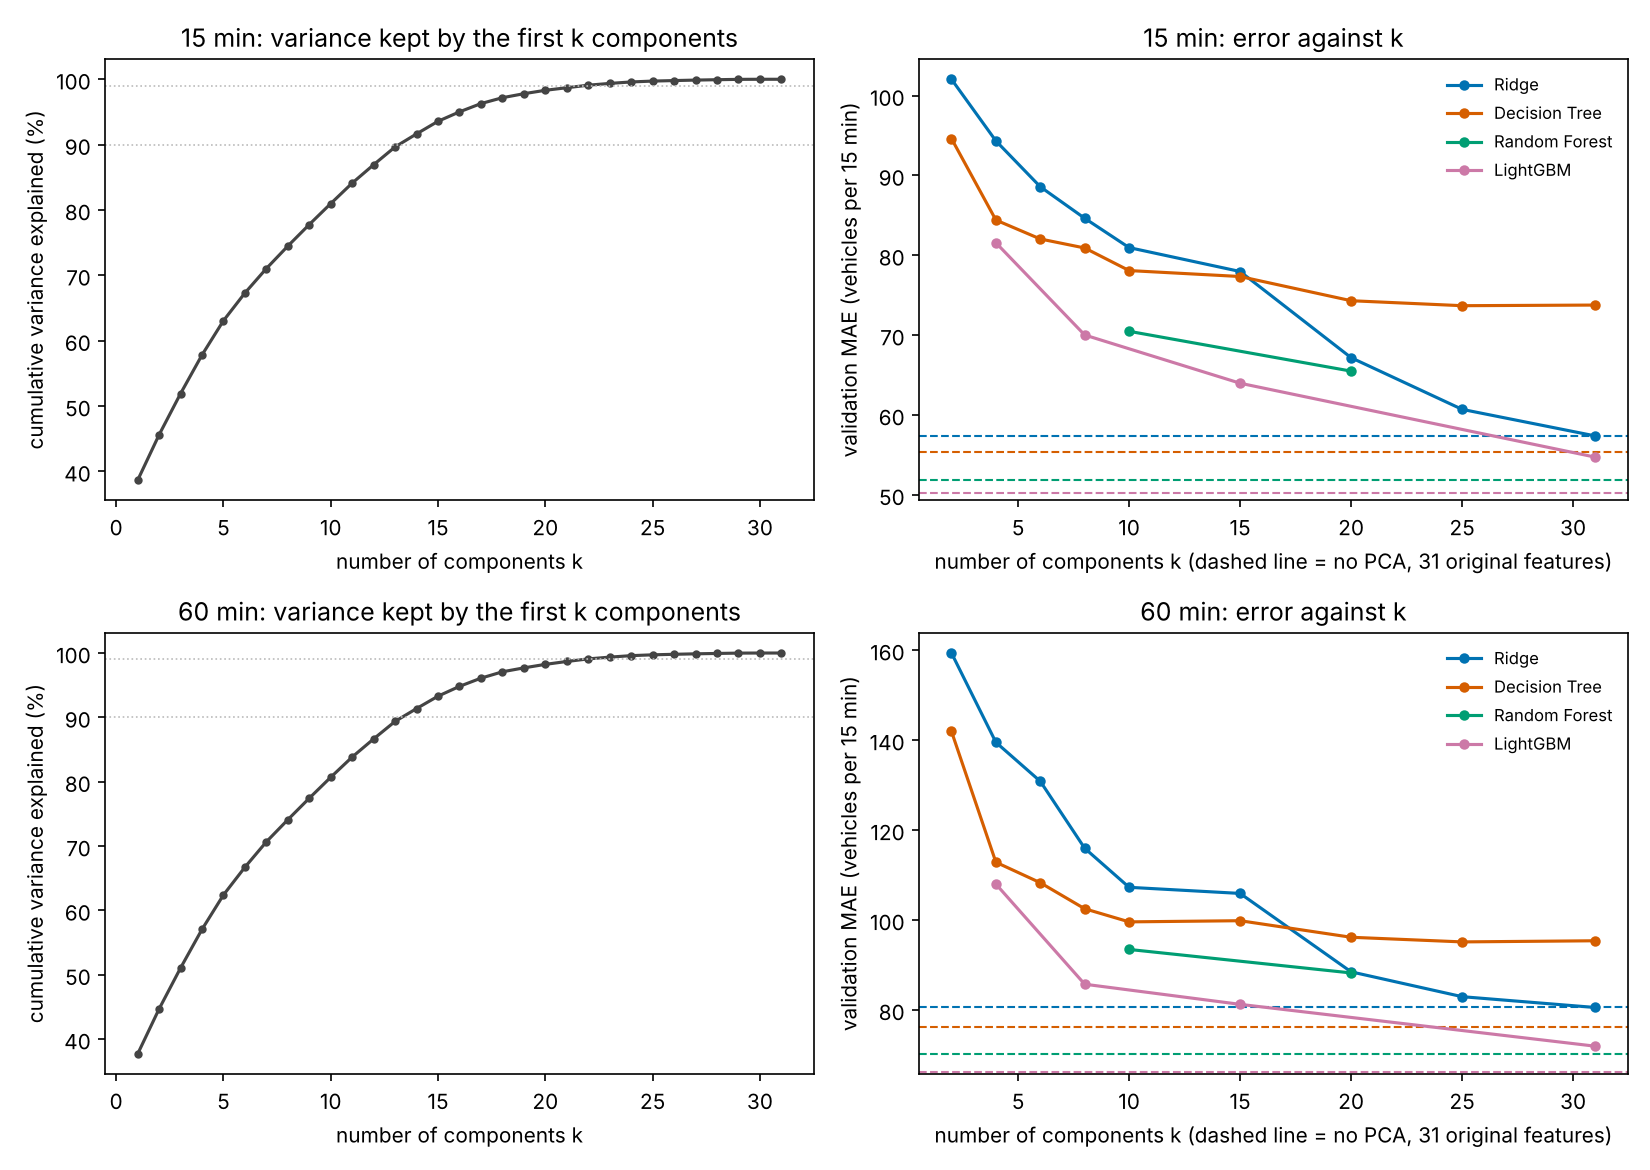 15 min: variance kept by the first k components
cumulative variance explained (%)
100
90
80
70
60
50
40
0 5 10 15 20 25 30
number of components k
15 min: error against k
validation MAE (vehicles per 15 min)
100
90
80
70
60
50
Ridge
Decision Tree
Random Forest
LightGBM
5 10 15 20 25 30
number of components k (dashed line = no PCA, 31 original features)
60 min: variance kept by the first k components
cumulative variance explained (%)
100
90
80
70
60
50
40
0 5 10 15 20 25 30
number of components k
60 min: error against k
validation MAE (vehicles per 15 min)
160
140
120
100
80
Ridge
Decision Tree
Random Forest
LightGBM
5 10 15 20 25 30
number of components k (dashed line = no PCA, 31 original features)